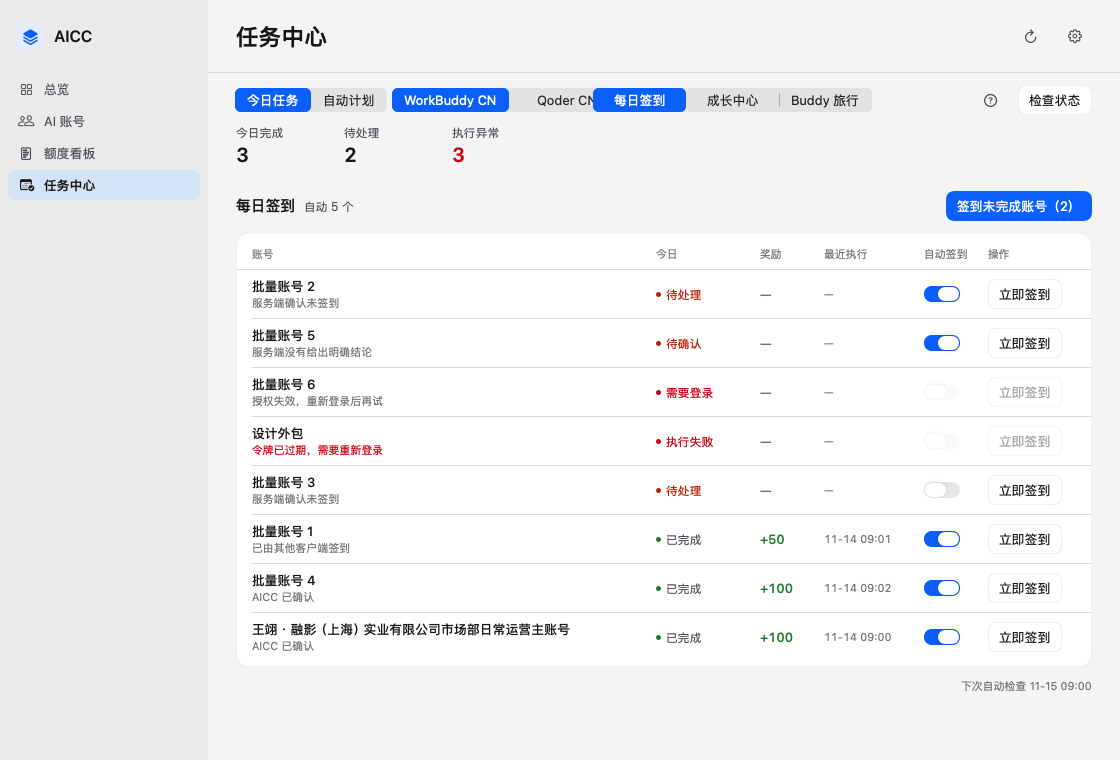 AICC
总览
AI 账号
额度看板
任务中心
任务中心
今日任务 自动计划 WorkBuddy CN Qoder CN 每日签到 成长中心 Buddy 旅行 检查状态
今日完成 待处理 执行异常
3 2 3
每日签到 自动 5 个 签到未完成账号（2）
账号 今日 奖励 最近执行 自动签到 操作
批量账号 2
服务端确认未签到
待处理 — — 立即签到
批量账号 5
服务端没有给出明确结论
待确认 — — 立即签到
批量账号 6
授权失效，重新登录后再试
需要登录 — — 立即签到
设计外包
令牌已过期，需要重新登录
执行失败 — — 立即签到
批量账号 3
服务端确认未签到
待处理 — — 立即签到
批量账号 1
已由其他客户端签到
已完成 +50 11-14 09:01 立即签到
批量账号 4
AICC 已确认
已完成 +100 11-14 09:02 立即签到
王翊 · 融影（上海）实业有限公司市场部日常运营主账号
AICC 已确认
已完成 +100 11-14 09:00 立即签到
下次自动检查 11-15 09:00